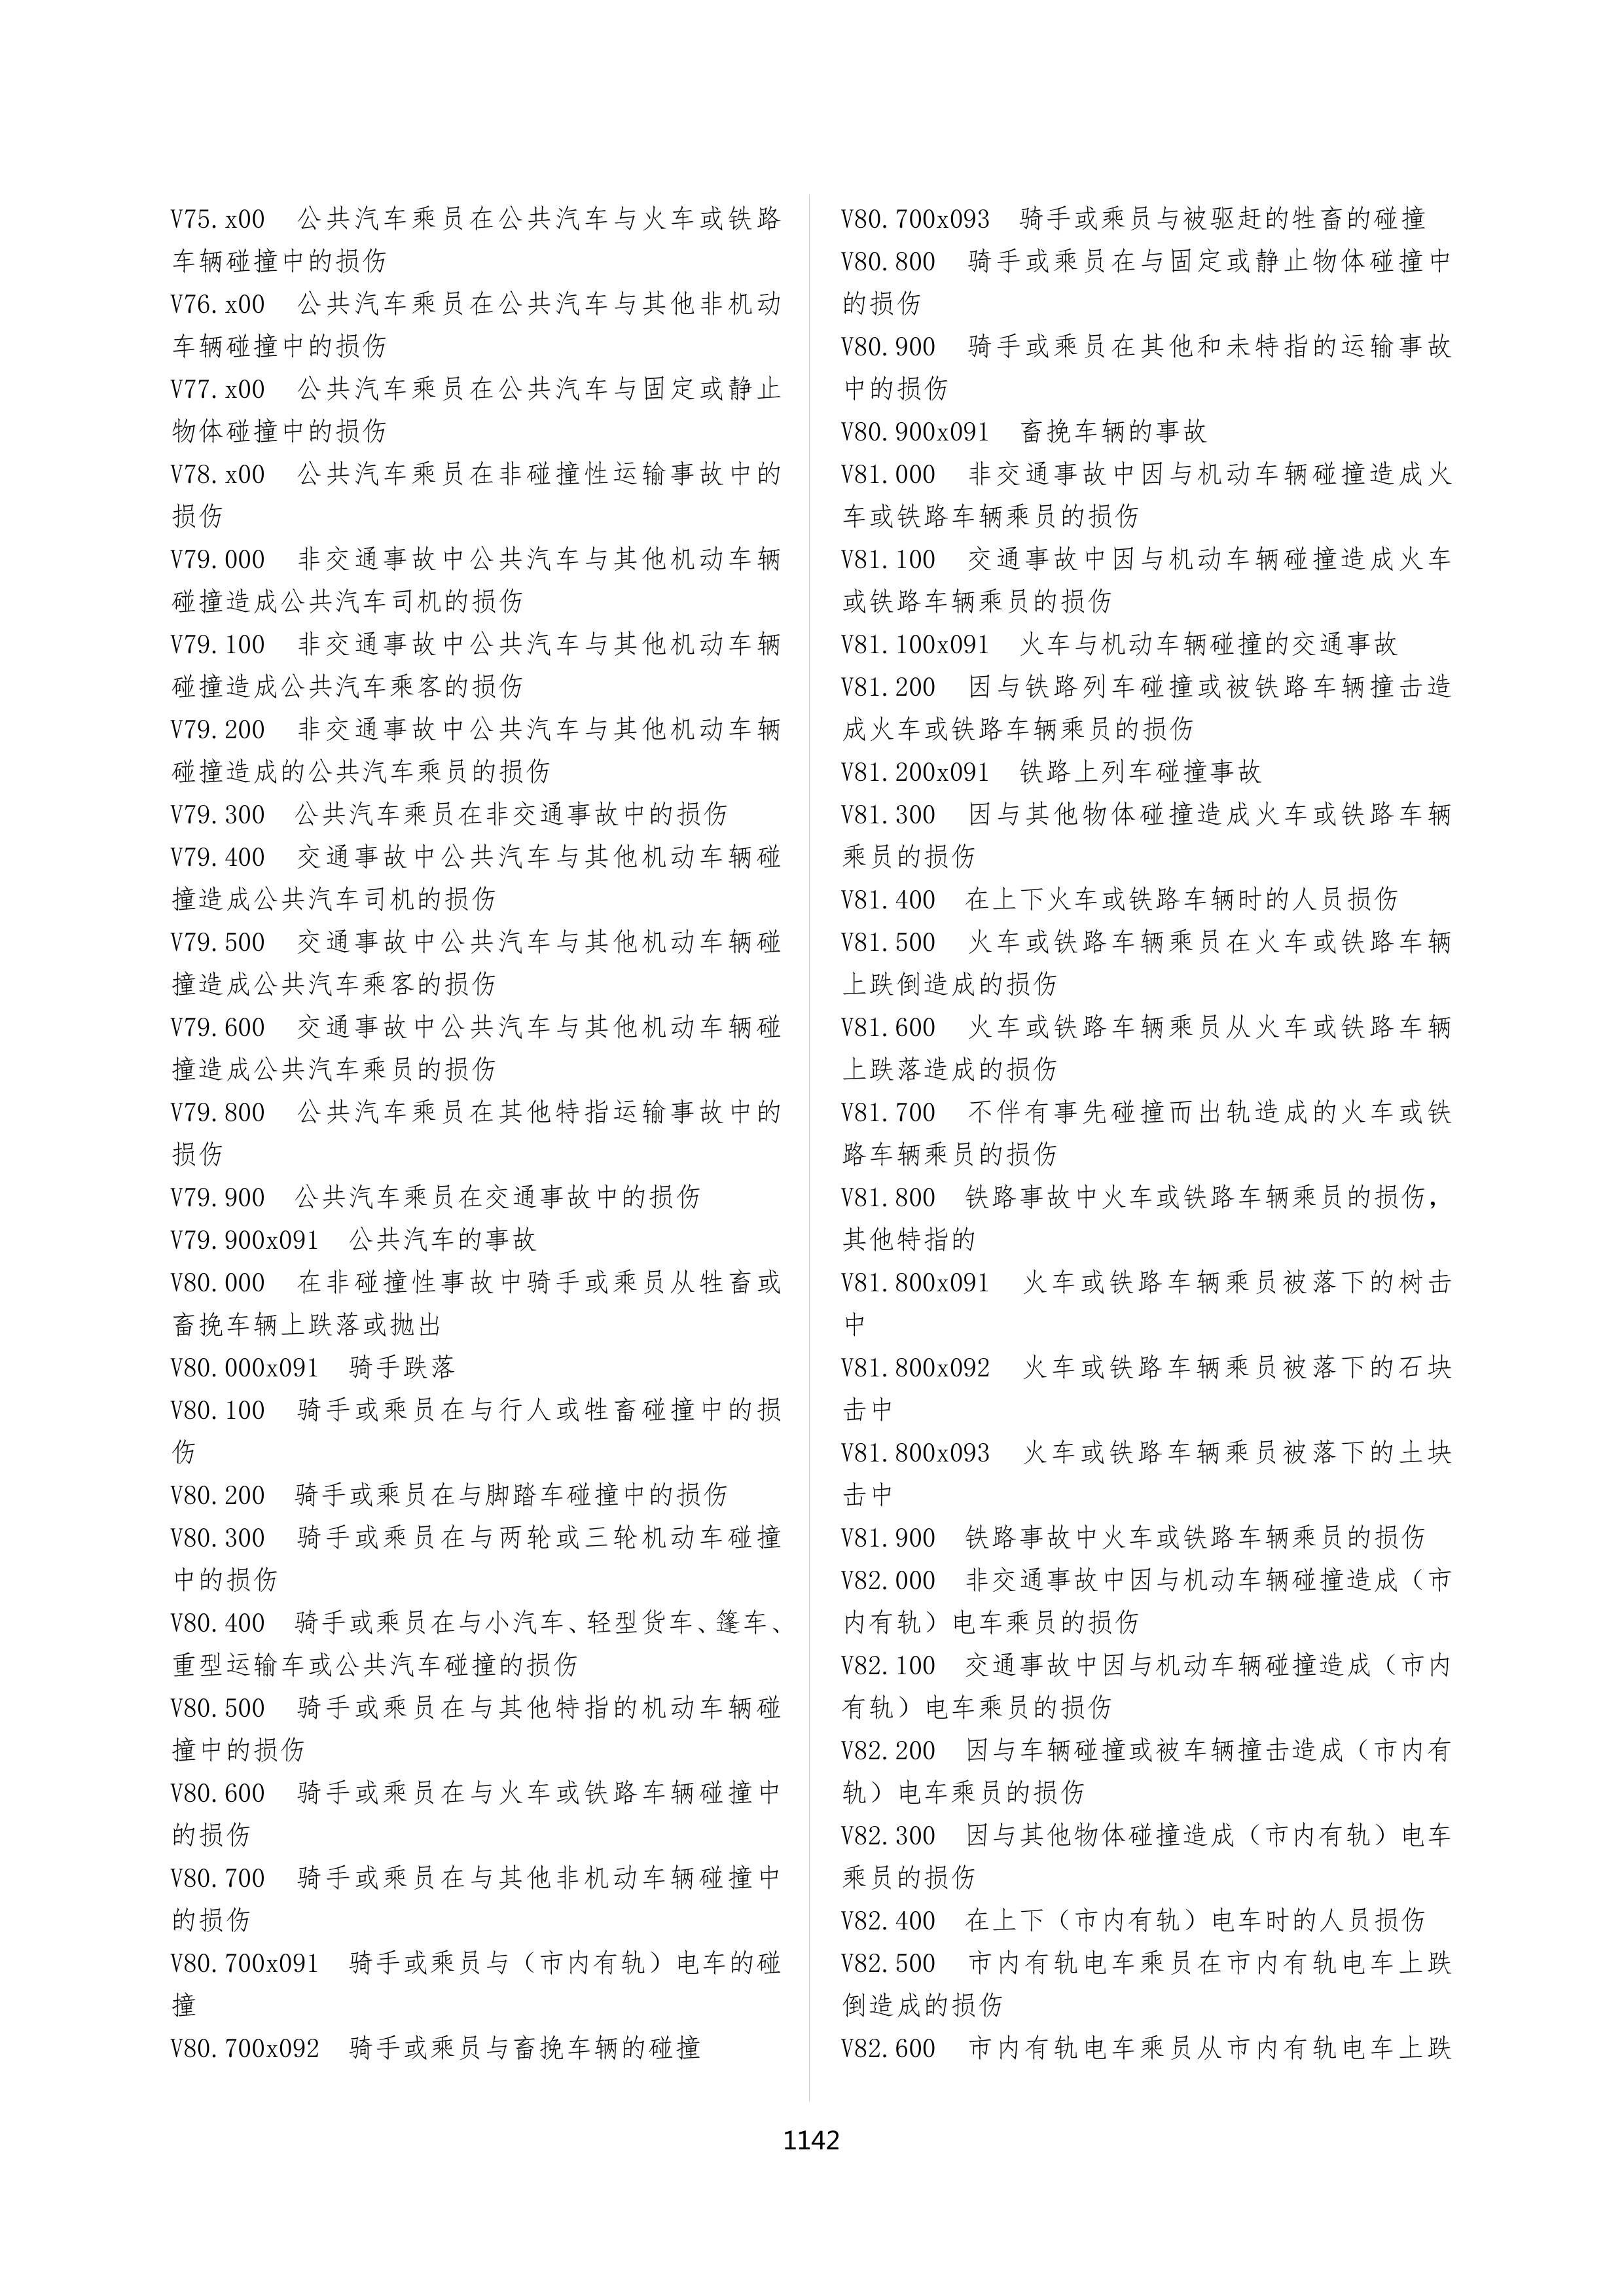 V75.x00 公共汽车乘员在公共汽车与火车或铁路
车辆碰撞中的损伤
V76.x00 公共汽车乘员在公共汽车与其他非机动
车辆碰撞中的损伤
V77.x00 公共汽车乘员在公共汽车与固定或静止
物体碰撞中的损伤
V78.x00 公共汽车乘员在非碰撞性运输事故中的
损伤
V79.000 非交通事故中公共汽车与其他机动车辆
碰撞造成公共汽车司机的损伤
V79.100 非交通事故中公共汽车与其他机动车辆
碰撞造成公共汽车乘客的损伤
V79.200 非交通事故中公共汽车与其他机动车辆
碰撞造成的公共汽车乘员的损伤
V79.300 公共汽车乘员在非交通事故中的损伤
V79.400 交通事故中公共汽车与其他机动车辆碰
撞造成公共汽车司机的损伤
V79.500 交通事故中公共汽车与其他机动车辆碰
撞造成公共汽车乘客的损伤
V79.600 交通事故中公共汽车与其他机动车辆碰
撞造成公共汽车乘员的损伤
V79.800 公共汽车乘员在其他特指运输事故中的
损伤
V79.900 公共汽车乘员在交通事故中的损伤
V79.900x091 公共汽车的事故
V80.000 在非碰撞性事故中骑手或乘员从牲畜或
畜挽车辆上跌落或抛出
V80.000x091 骑手跌落
V80.100 骑手或乘员在与行人或牲畜碰撞中的损
伤
V80.200 骑手或乘员在与脚踏车碰撞中的损伤
V80.300 骑手或乘员在与两轮或三轮机动车碰撞
中的损伤
V80.400 骑手或乘员在与小汽车、轻型货车、篷车、
重型运输车或公共汽车碰撞的损伤
V80.500 骑手或乘员在与其他特指的机动车辆碰
撞中的损伤
V80.600 骑手或乘员在与火车或铁路车辆碰撞中
的损伤
V80.700 骑手或乘员在与其他非机动车辆碰撞中
的损伤
V80.700x091 骑手或乘员与（市内有轨）电车的碰
撞
V80.700x092 骑手或乘员与畜挽车辆的碰撞
V80.700x093 骑手或乘员与被驱赶的牲畜的碰撞
V80.800 骑手或乘员在与固定或静止物体碰撞中
的损伤
V80.900 骑手或乘员在其他和未特指的运输事故
中的损伤
V80.900x091 畜挽车辆的事故
V81.000 非交通事故中因与机动车辆碰撞造成火
车或铁路车辆乘员的损伤
V81.100 交通事故中因与机动车辆碰撞造成火车
或铁路车辆乘员的损伤
V81.100x091 火车与机动车辆碰撞的交通事故
V81.200 因与铁路列车碰撞或被铁路车辆撞击造
成火车或铁路车辆乘员的损伤
V81.200x091 铁路上列车碰撞事故
V81.300 因与其他物体碰撞造成火车或铁路车辆
乘员的损伤
V81.400 在上下火车或铁路车辆时的人员损伤
V81.500 火车或铁路车辆乘员在火车或铁路车辆
上跌倒造成的损伤
V81.600 火车或铁路车辆乘员从火车或铁路车辆
上跌落造成的损伤
V81.700 不伴有事先碰撞而出轨造成的火车或铁
路车辆乘员的损伤
V81.800 铁路事故中火车或铁路车辆乘员的损伤，
其他特指的
V81.800x091 火车或铁路车辆乘员被落下的树击
中
V81.800x092 火车或铁路车辆乘员被落下的石块
击中
V81.800x093 火车或铁路车辆乘员被落下的土块
击中
V81.900 铁路事故中火车或铁路车辆乘员的损伤
V82.000 非交通事故中因与机动车辆碰撞造成（市
内有轨）电车乘员的损伤
V82.100 交通事故中因与机动车辆碰撞造成（市内
有轨）电车乘员的损伤
V82.200 因与车辆碰撞或被车辆撞击造成（市内有
轨）电车乘员的损伤
V82.300 因与其他物体碰撞造成（市内有轨）电车
乘员的损伤
V82.400 在上下（市内有轨）电车时的人员损伤
V82.500 市内有轨电车乘员在市内有轨电车上跌
倒造成的损伤
V82.600 市内有轨电车乘员从市内有轨电车上跌
1142